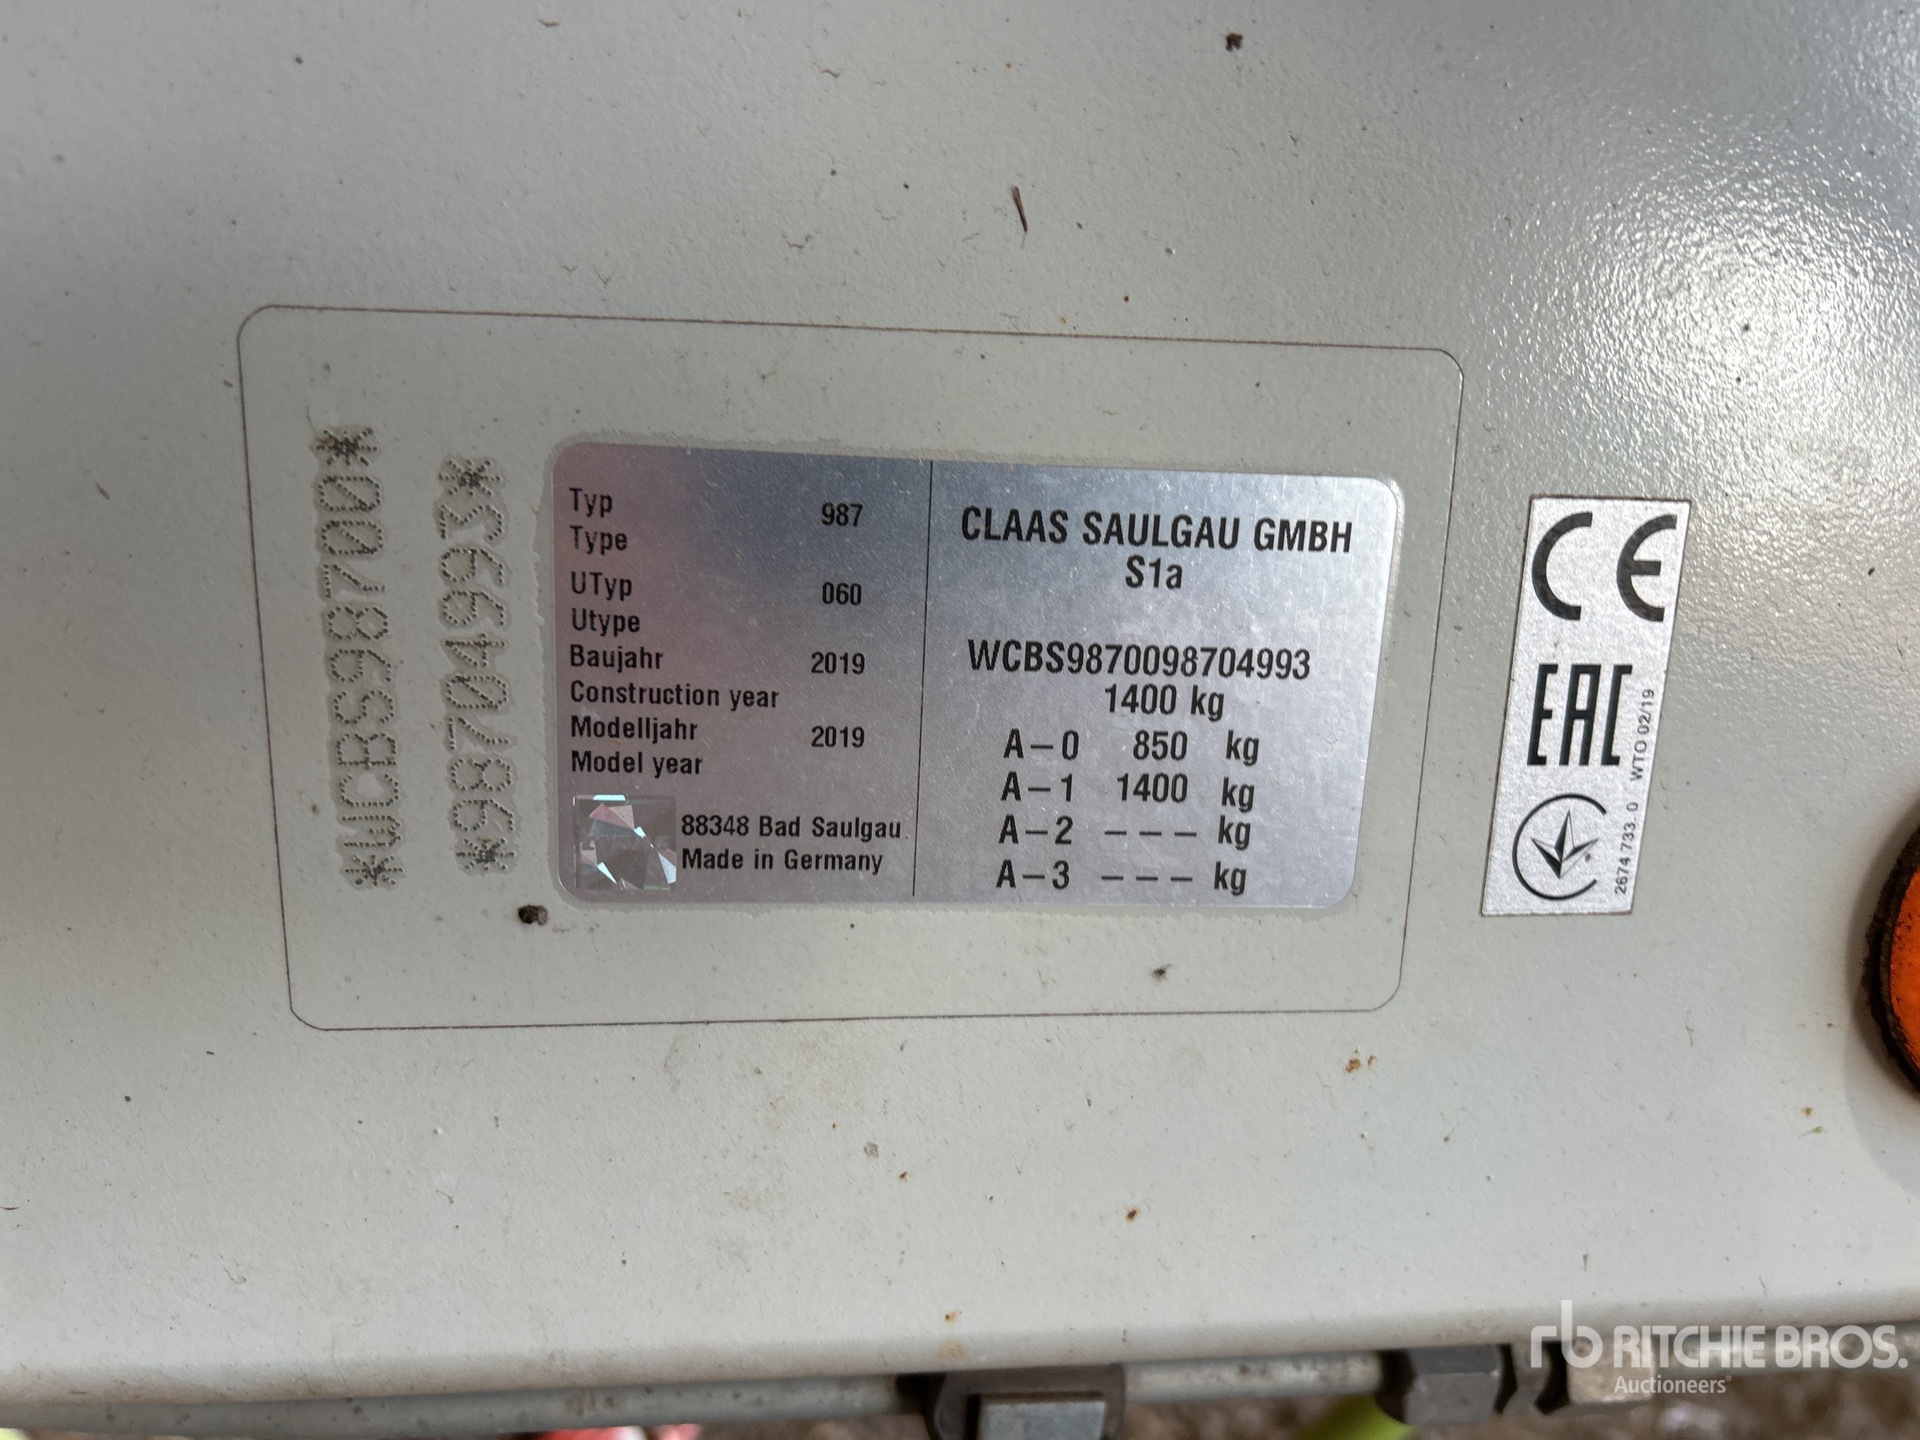 *WCBS98700*
*98704993*
Typ
Type 987
UTyp
Utype 060
Baujahr 2019
Construction year
Modelljahr 2019
Model year
88348 Bad Saulgau
Made in Germany
CLAAS SAULGAU GMBH
S1a
WCBS9870098704993
1400 kg
A-0 850 kg
A-1 1400 kg
A-2 --- kg
A-3 --- kg
CE
EAC
2674 733 0 WTO 02/19
rb RITCHIE BROS.
Auctioneers